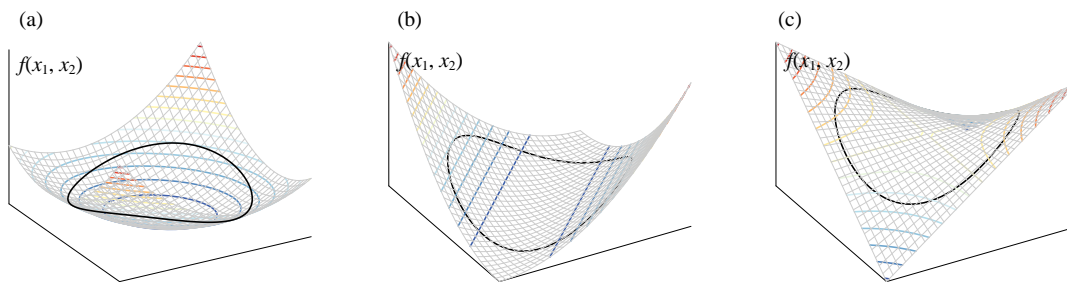 (a)
f(x₁, x₂)
(b)
f(x₁, x₂)
(c)
f(x₁, x₂)